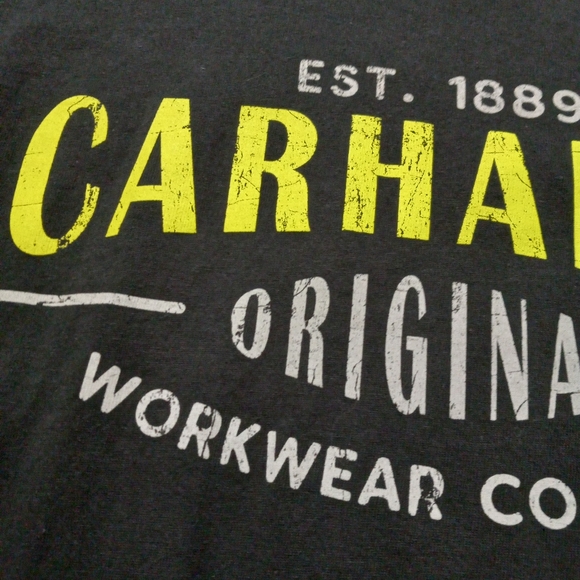 EST. 1889
CARHA
ORIGINA
WORKWEAR CO